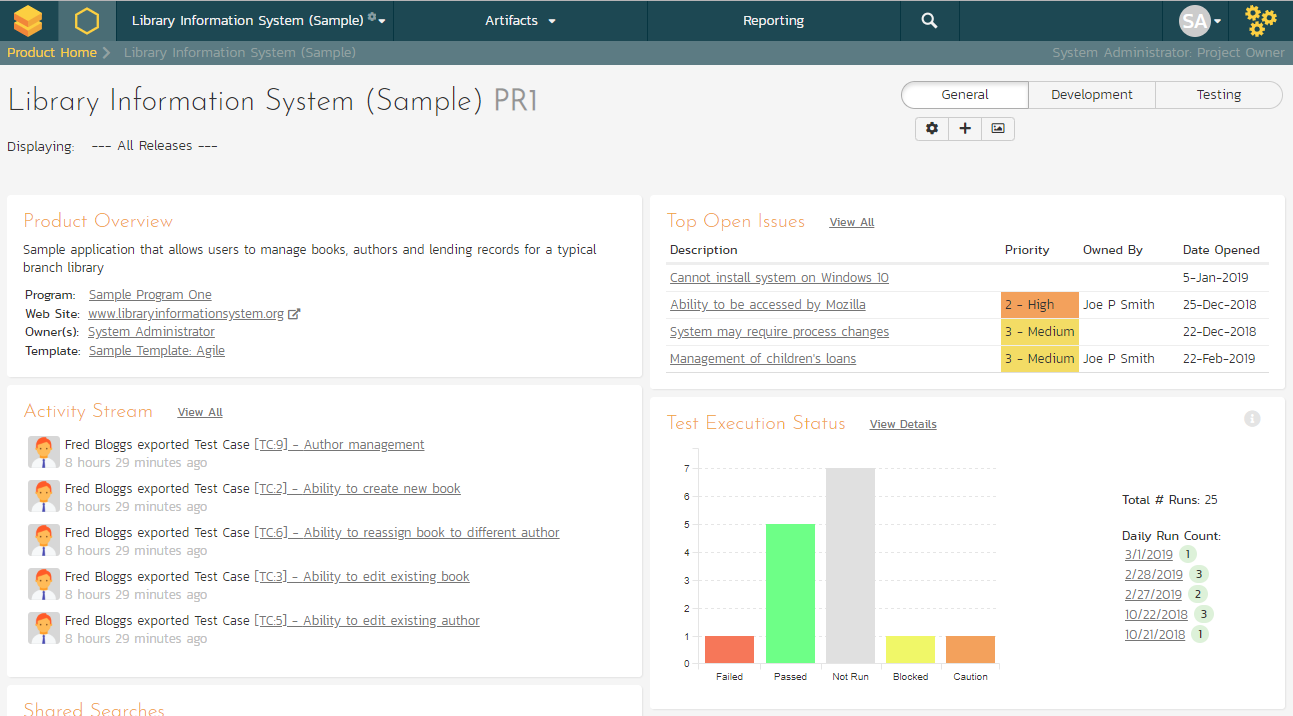 Library Information System (Sample)
Artifacts
Reporting
SA
Product Home
Library Information System (Sample)
System Administrator: Project Owner
Library Information System (Sample) PR1
General
Development
Testing
Displaying: --- All Releases ---
Product Overview
Sample application that allows users to manage books, authors and lending records for a typical
branch library
Program: Sample Program One
Web Site: www.libraryinformationsystem.org
Owner(s): System Administrator
Template: Sample Template: Agile
Activity Stream View All
Fred Bloggs exported Test Case [TC:9] - Author management
8 hours 29 minutes ago
Fred Bloggs exported Test Case [TC:2] - Ability to create new book
8 hours 29 minutes ago
Fred Bloggs exported Test Case [TC:6] - Ability to reassign book to different author
8 hours 29 minutes ago
Fred Bloggs exported Test Case [TC:3] - Ability to edit existing book
8 hours 29 minutes ago
Fred Bloggs exported Test Case [TC:5] - Ability to edit existing author
8 hours 29 minutes ago
Shared Searches
Top Open Issues View All
Description Priority Owned By Date Opened
Cannot install system on Windows 10 5-Jan-2019
Ability to be accessed by Mozilla 2 - High Joe P Smith 25-Dec-2018
System may require process changes 3 - Medium 22-Dec-2018
Management of children's loans 3 - Medium Joe P Smith 22-Feb-2019
Test Execution Status View Details
7
6
5
4
3
2
1
0
Failed Passed Not Run Blocked Caution
Total # Runs: 25
Daily Run Count:
3/1/2019 1
2/28/2019 3
2/27/2019 2
10/22/2018 3
10/21/2018 1